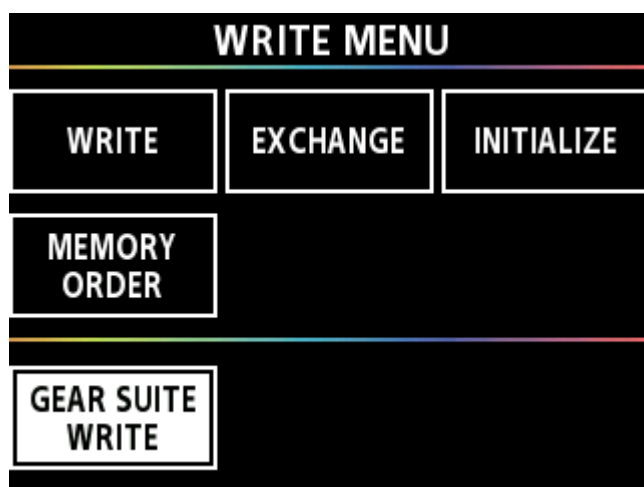 WRITE MENU
WRITE
EXCHANGE
INITIALIZE
MEMORY
ORDER
GEAR SUITE
WRITE